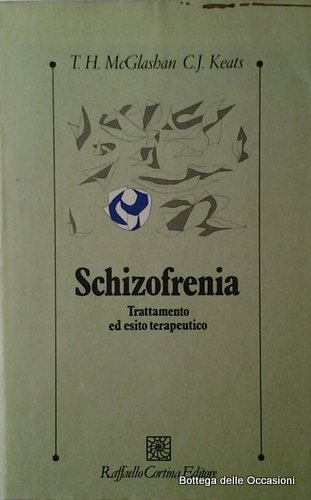 T. H. McGlashan C. J. Keats
Schizofrenia
Trattamento
ed esito terapeutico
Raffaello Cortina Editore
Bottega delle Occasioni